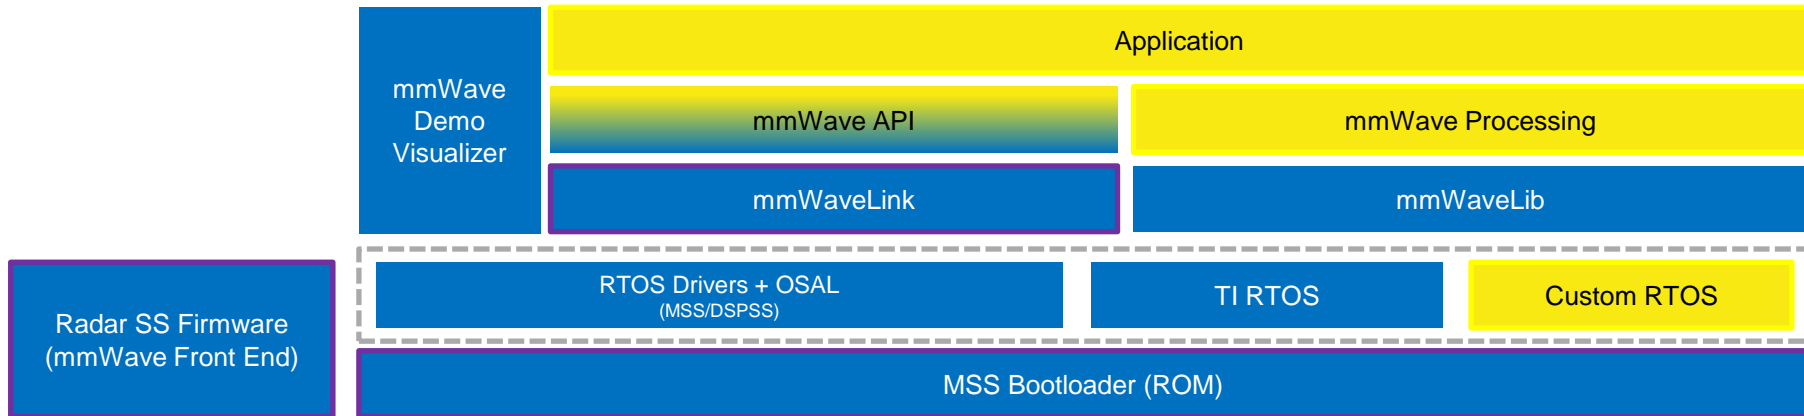 Application
mmWave
Demo
Visualizer
mmWave API
mmWave Processing
mmWaveLink
mmWaveLib
RTOS Drivers + OSAL
(MSS/DSPSS)
TI RTOS
Custom RTOS
Radar SS Firmware
(mmWave Front End)
MSS Bootloader (ROM)